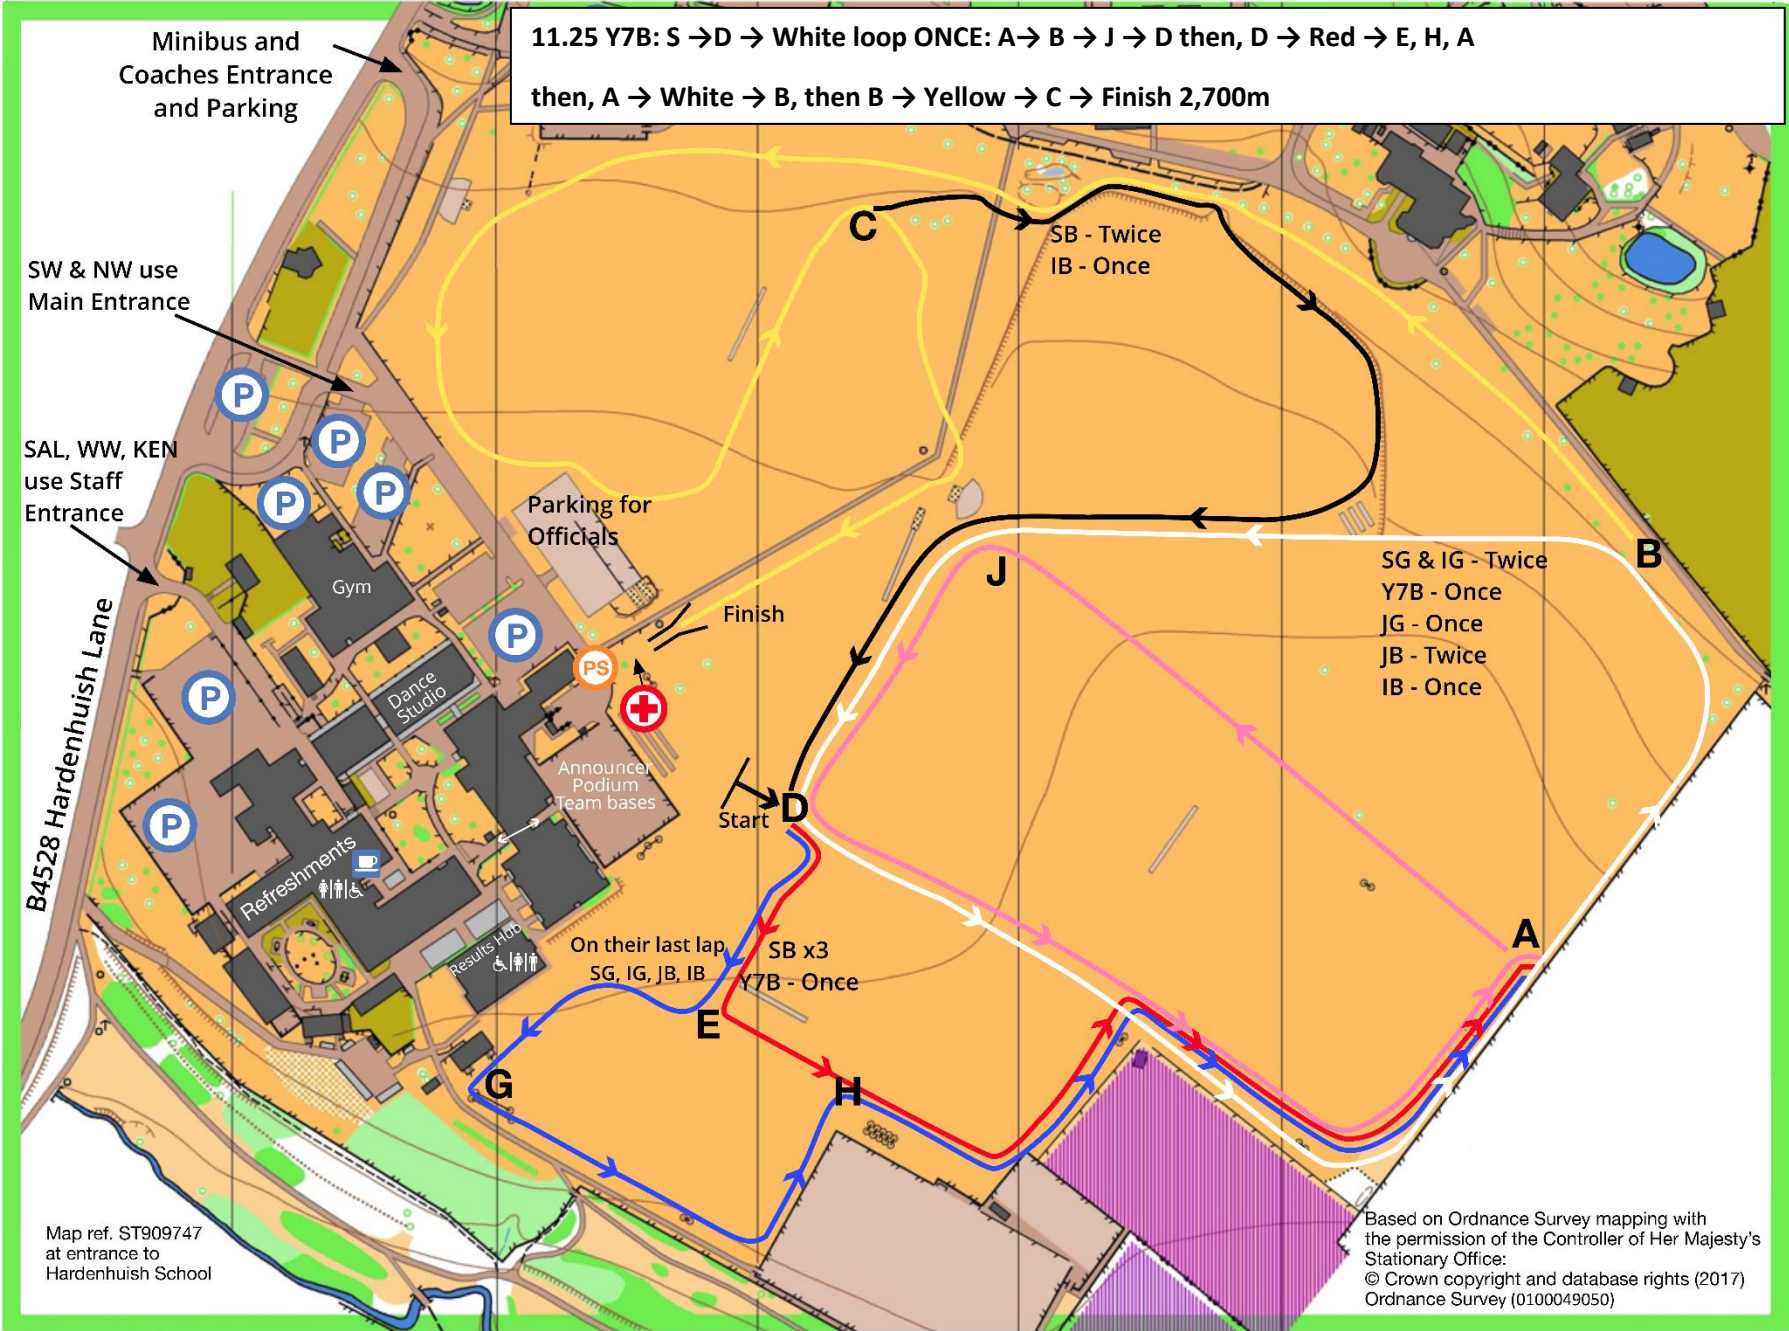 11.25 Y7B: S →D → White loop ONCE: A→ B → J → D then, D → Red → E, H, A
then, A → White → B, then B → Yellow → C → Finish 2,700m
Minibus and
Coaches Entrance
and Parking
C
SB - Twice
IB - Once
SW & NW use
Main Entrance
P
P
P
P
SAL, WW, KEN
use Staff
Entrance
Parking for
Officials
Gym
J
B
SG & IG - Twice
Y7B - Once
JG - Once
JB - Twice
IB - Once
Finish
P
PS
P
Dance
Studio
B4528 Hardenhuish Lane
Announcer
Podium
Team bases
D
Start
P
Refreshments
A
Results Hub
On their last lap
SG, IG, JB, IB
SB x3
Y7B - Once
E
G
H
Map ref. ST909747
at entrance to
Hardenhuish School
Based on Ordnance Survey mapping with
the permission of the Controller of Her Majesty's
Stationary Office:
© Crown copyright and database rights (2017)
Ordnance Survey (0100049050)